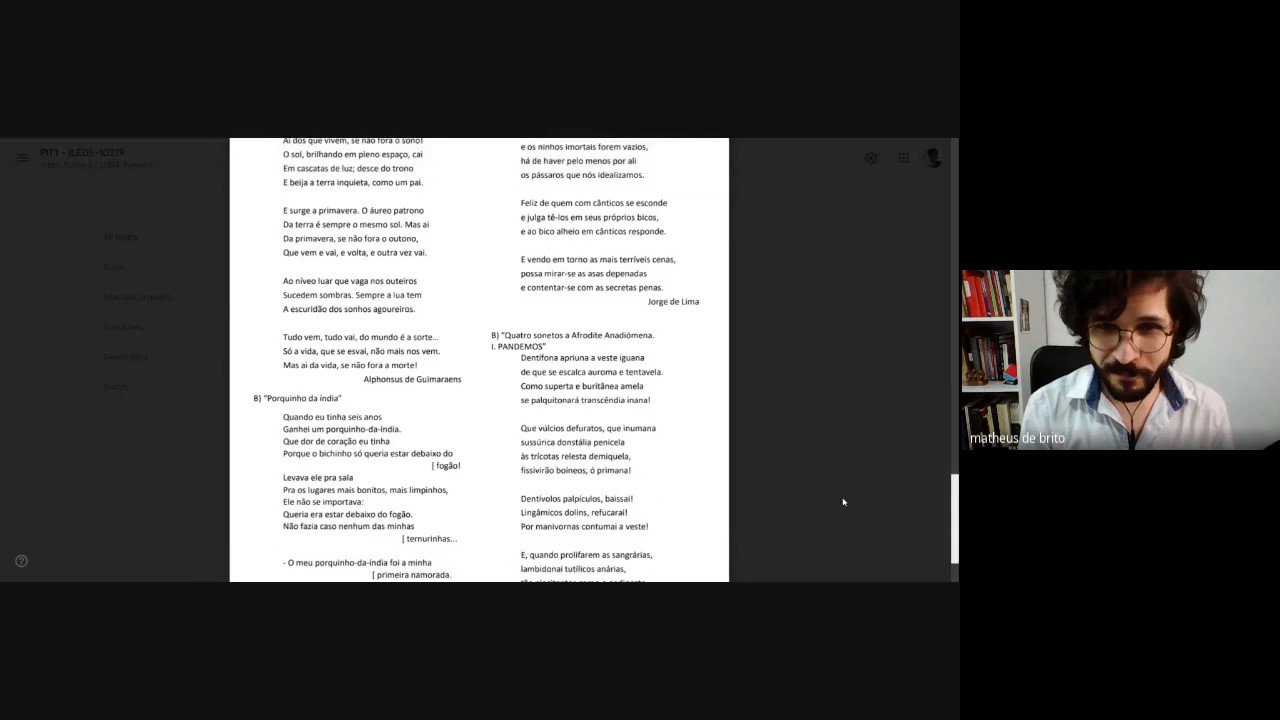 PIT1 - ILE05-10219
Ai dos que vivem, se não fora o sono!
O sol, brilhando em pleno espaço, cai
Em cascatas de luz; desce do trono
E beija a terra inquieta, como um pai.
E surge a primavera. O áureo patrono
Da terra é sempre o mesmo sol. Mas ai
Da primavera, se não fora o outono,
Que vem e vai, e volta, e outra vez vai.
Ao níveo luar que vaga nos outeiros
Sucedem sombras. Sempre a lua tem
A escuridão dos sonhos agoureiros.
Tudo vem, tudo vai, do mundo é a sorte...
Só a vida, que se esvai, não mais nos vem.
Mas ai da vida, se não fora a morte!
Alphonsus de Guimaraens
B) "Porquinho da índia"
Quando eu tinha seis anos
Ganhei um porquinho-da-índia.
Que dor de coração eu tinha
Porque o bichinho só queria estar debaixo do
[ fogão!
Levava ele pra sala
Pra os lugares mais bonitos, mais limpinhos,
Ele não se importava:
Queria era estar debaixo do fogão.
Não fazia caso nenhum das minhas
[ ternurinhas...
- O meu porquinho-da-índia foi a minha
[ primeira namorada.
e os ninhos imortais forem vazios,
há de haver pelo menos por ali
os pássaros que nós idealizamos.
Feliz de quem com cânticos se esconde
e julga tê-los em seus próprios bicos,
e ao bico alheio em cânticos responde.
E vendo em torno as mais terríveis cenas,
possa mirar-se as asas depenadas
e contentar-se com as secretas penas.
Jorge de Lima
B) "Quatro sonetos a Afrodite Anadiómena.
I. PANDEMOS"
Dentífona apriuna a veste iguana
de que se escalca auroma e tentavela.
Como superta e buritânea amela
se palquitonará transcêndia inana!
Que vúlcios defuratos, que inumana
sussúrica donstália penicela
às trícotas relesta demiquela,
fissivirão boíneos, ó primana!
Dentívolos palpículos, baissai!
Lingâmicos dolins, refucarai!
Por manivornas contumai a veste!
E, quando prolifarem as sangrárias,
lambidonai tutílicos anárias,
matheus de brito